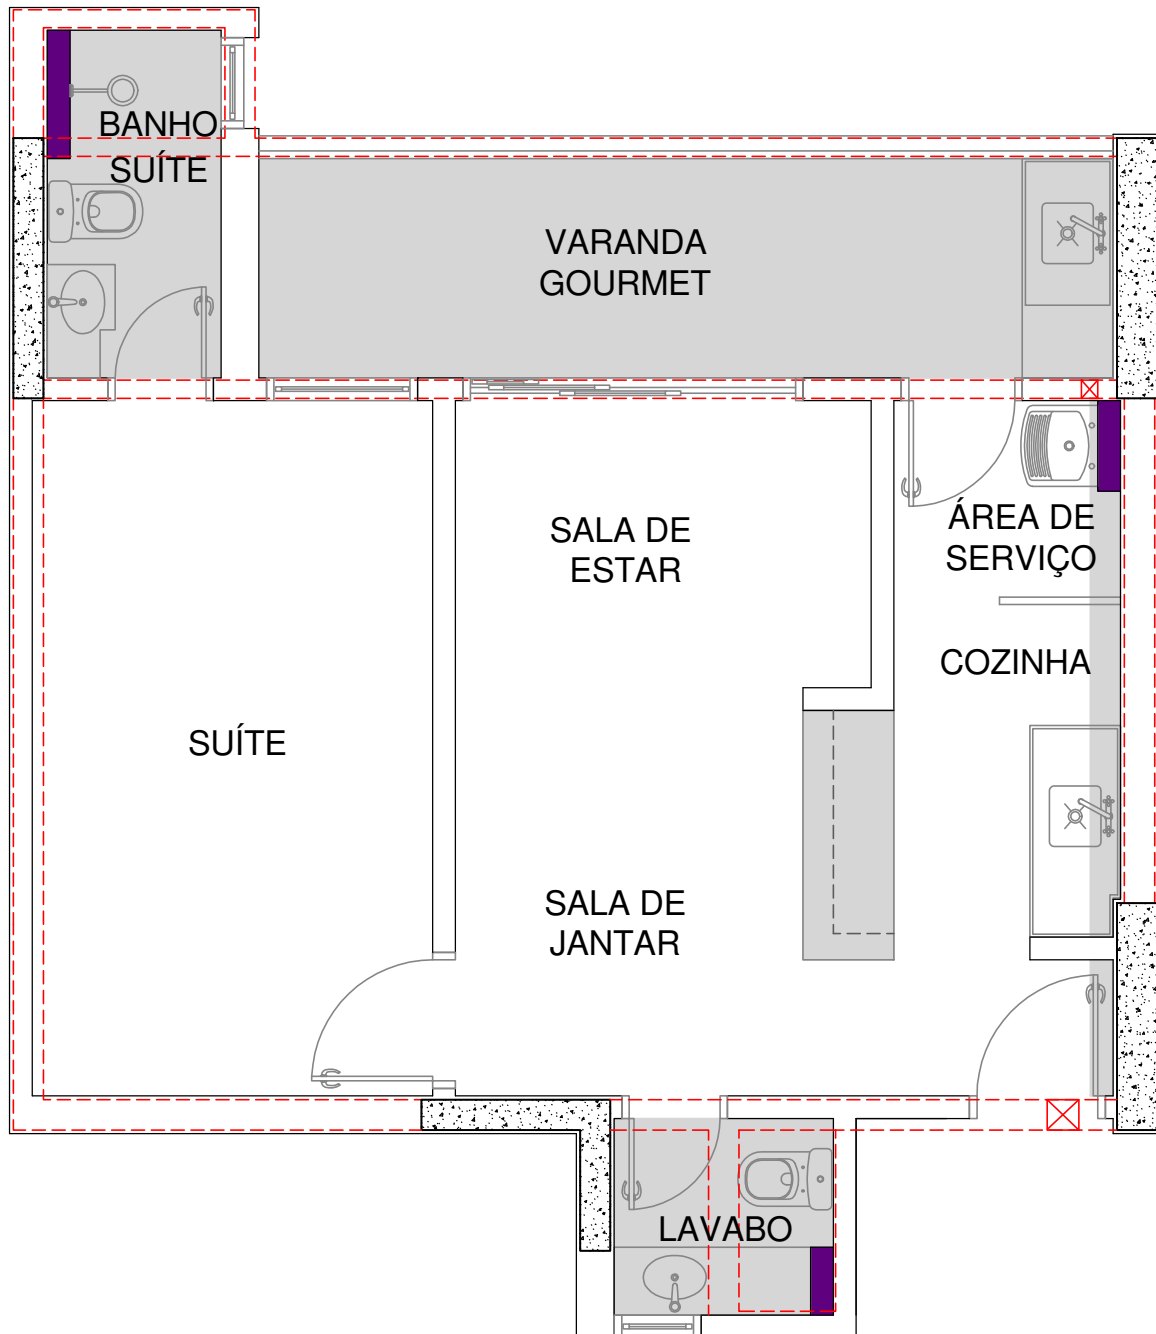 BANHO
SUÍTE
VARANDA
GOURMET
SALA DE
ESTAR
ÁREA DE
SERVIÇO
COZINHA
SUÍTE
SALA DE
JANTAR
LAVABO